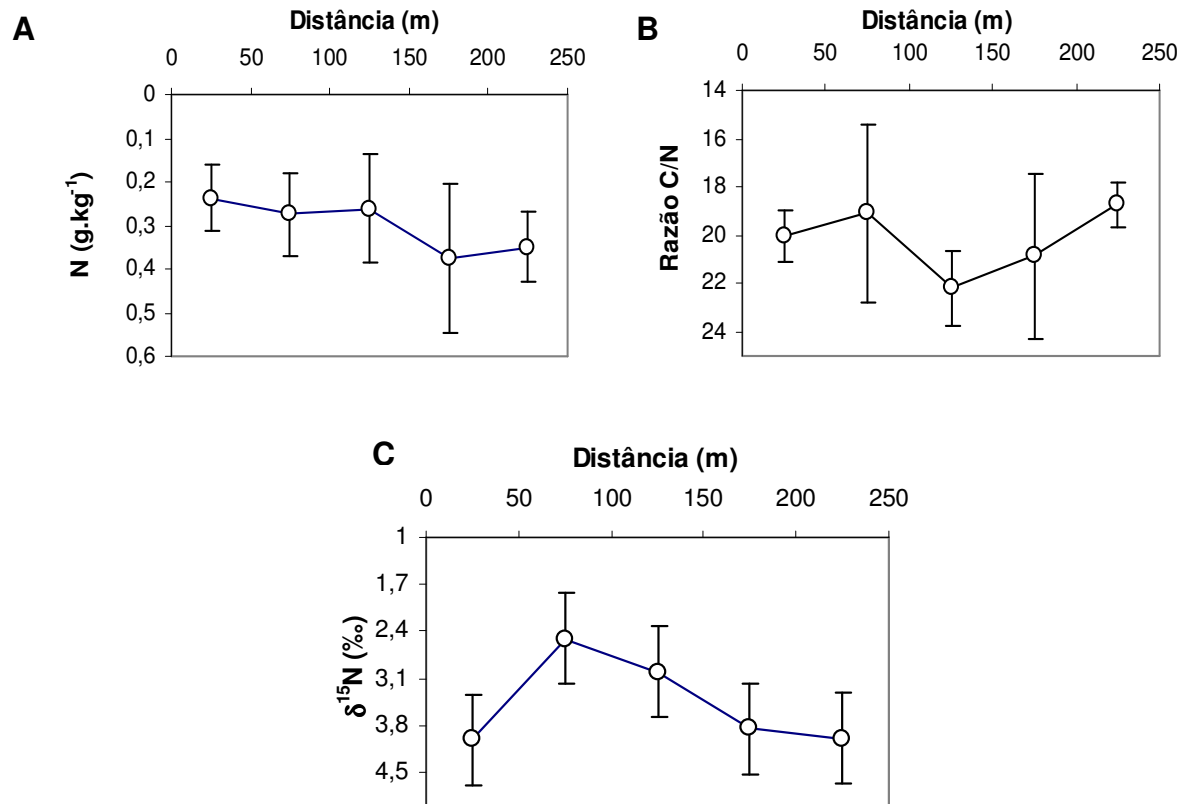 A
Distância (m)
0 50 100 150 200 250
N (g.kg-1)
0
0,1
0,2
0,3
0,4
0,5
0,6
B
Distância (m)
0 50 100 150 200 250
Razão C/N
14
16
18
20
22
24
C
Distância (m)
0 50 100 150 200 250
δ15N (‰)
1
1,7
2,4
3,1
3,8
4,5